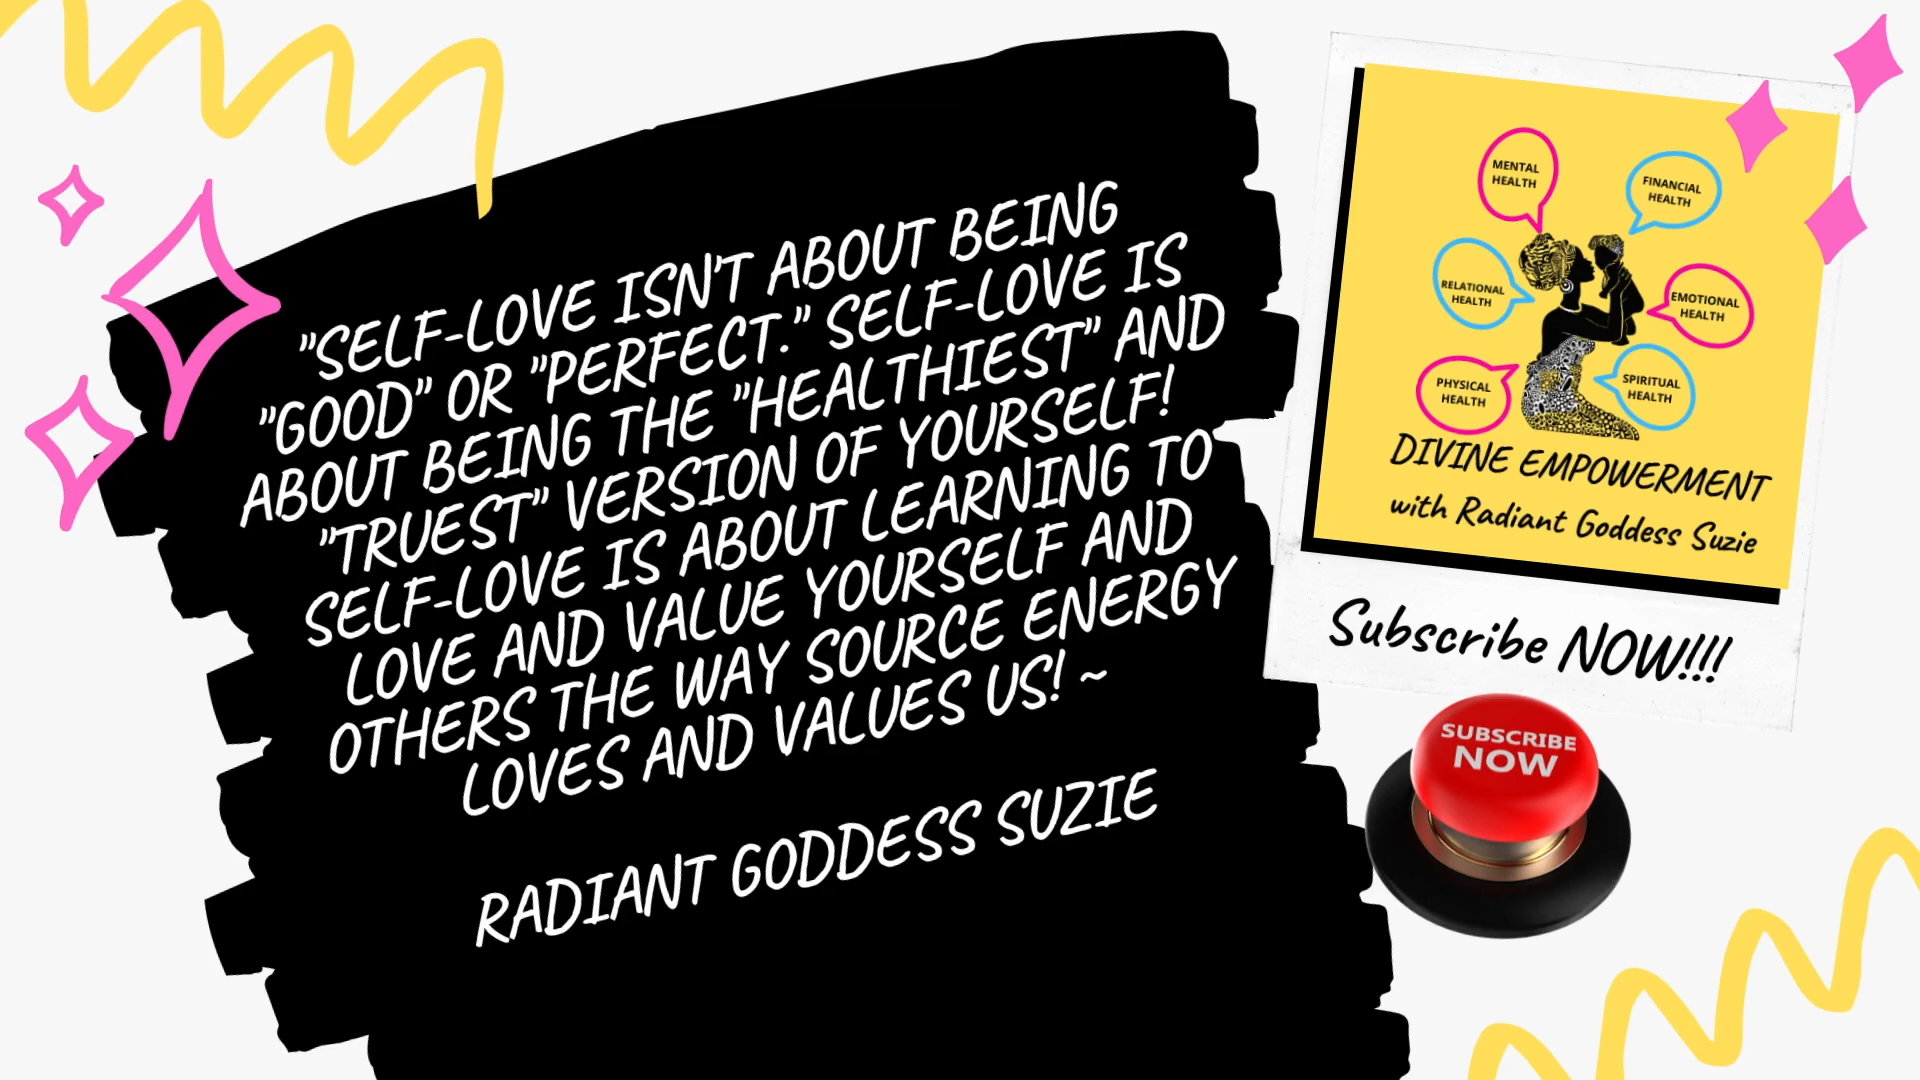 "SELF-LOVE ISN'T ABOUT BEING
"GOOD" OR "PERFECT." SELF-LOVE IS
ABOUT BEING THE "HEALTHIEST" AND
"TRUEST" VERSION OF YOURSELF!
SELF-LOVE IS ABOUT LEARNING TO
LOVE AND VALUE YOURSELF AND
OTHERS THE WAY SOURCE ENERGY
LOVES AND VALUES US! ~
RADIANT GODDESS SUZIE
MENTAL
HEALTH
FINANCIAL
HEALTH
RELATIONAL
HEALTH
EMOTIONAL
HEALTH
PHYSICAL
HEALTH
SPIRITUAL
HEALTH
DIVINE EMPOWERMENT
with Radiant Goddess Suzie
Subscribe NOW!!!
SUBSCRIBE
NOW